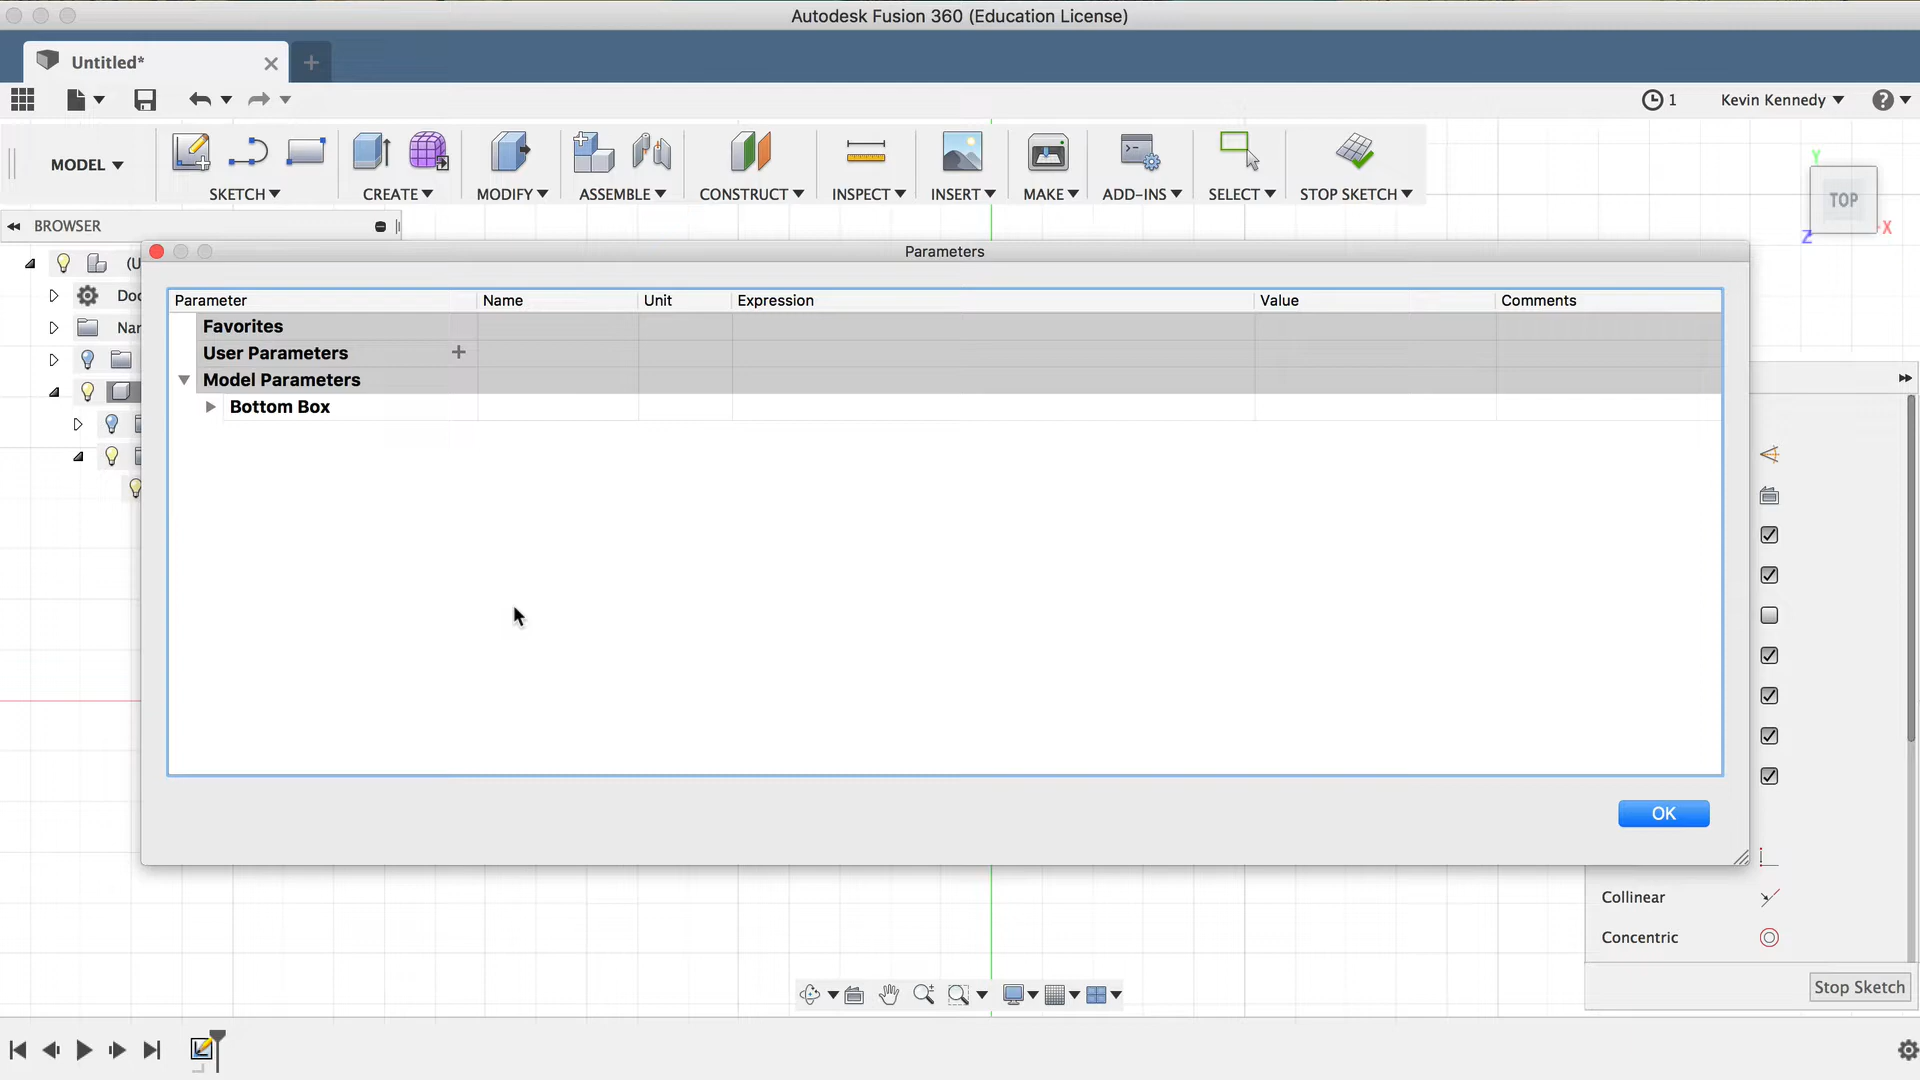 Autodesk Fusion 360 (Education License)
Untitled*
1
Kevin Kennedy
MODEL
SKETCH
CREATE
MODIFY
ASSEMBLE
CONSTRUCT
INSPECT
INSERT
MAKE
ADD-INS
SELECT
STOP SKETCH
BROWSER
Y
TOP
X
Z
(U
Doc
Nar
Parameters
Parameter Name Unit Expression Value Comments
Favorites
User Parameters
Model Parameters
Bottom Box
OK
Collinear
Concentric
Stop Sketch